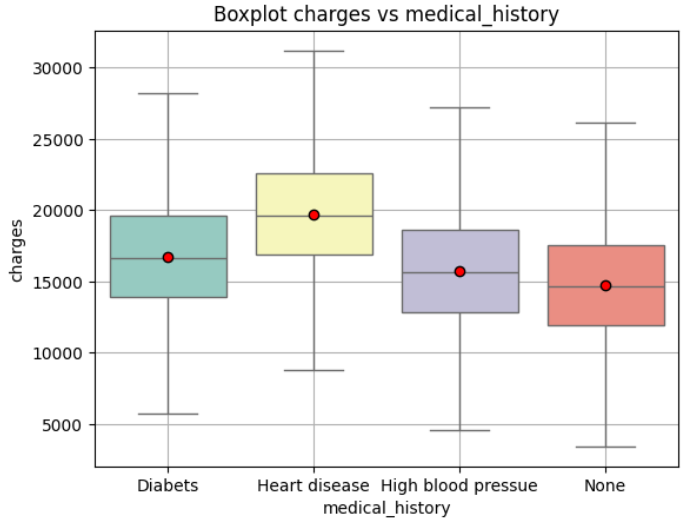 Boxplot charges vs medical_history
charges
30000
25000
20000
15000
10000
5000
Diabets Heart disease High blood pressue None
medical_history